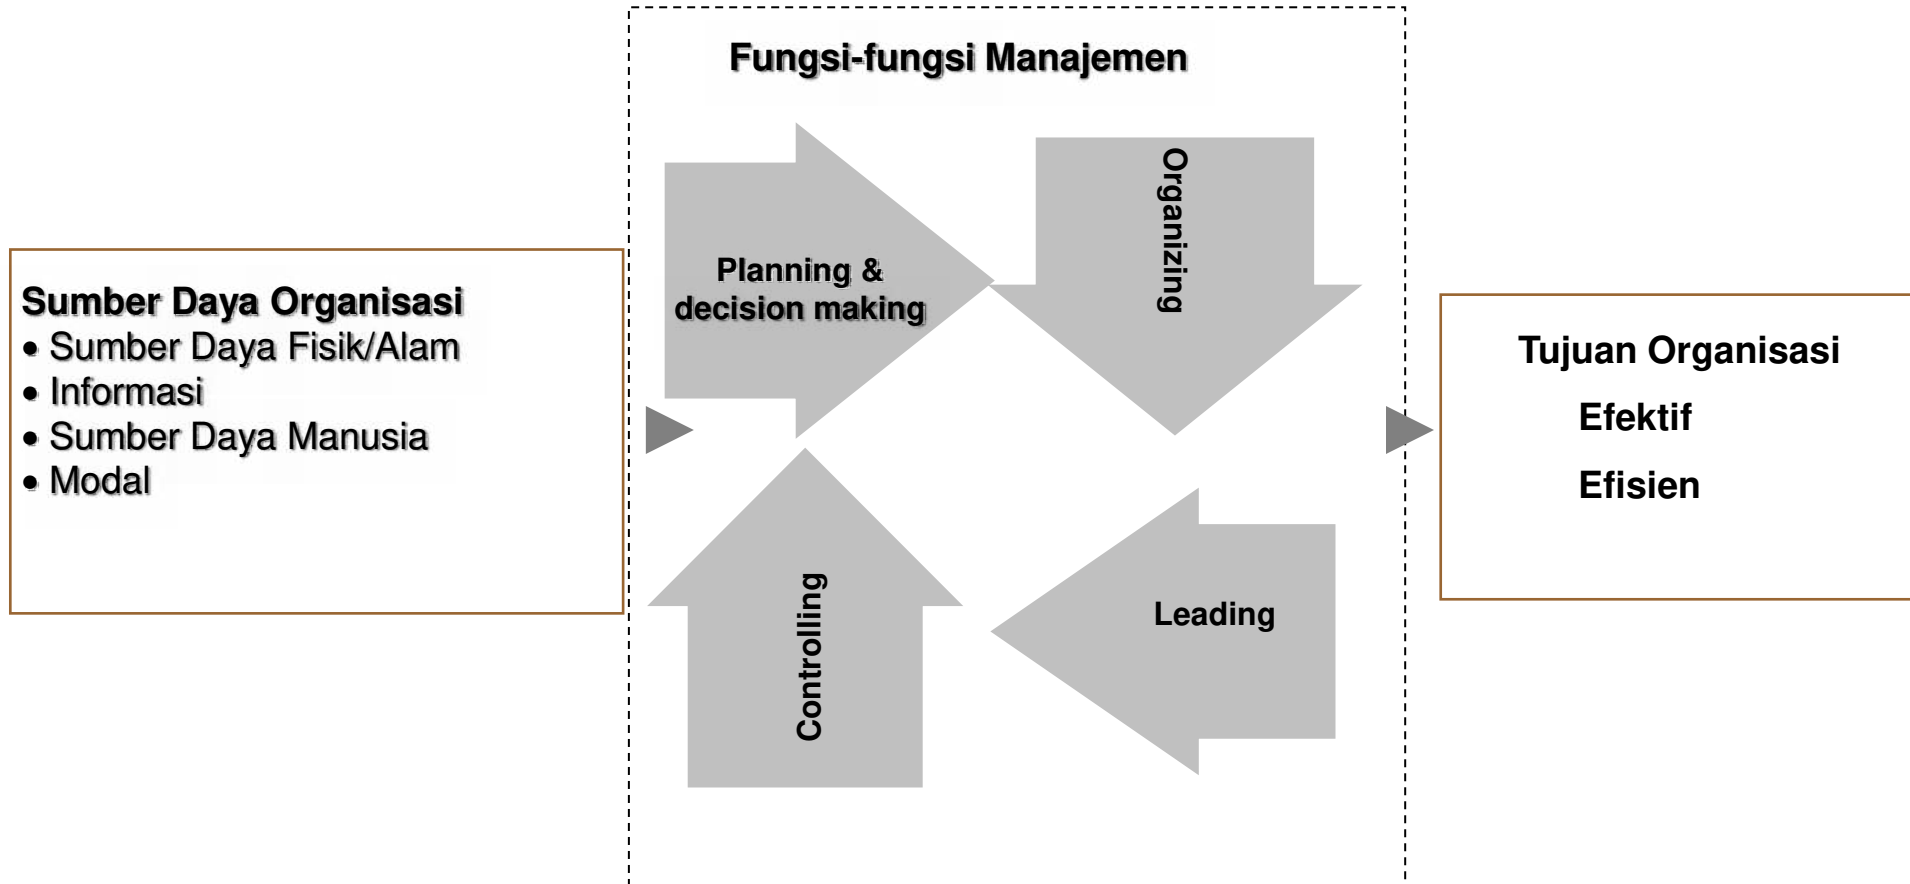 Fungsi-fungsi Manajemen
Sumber Daya Organisasi
• Sumber Daya Fisik/Alam
• Informasi
• Sumber Daya Manusia
• Modal
Planning &
decision making
Organizing
Leading
Controlling
Tujuan Organisasi
Efektif
Efisien